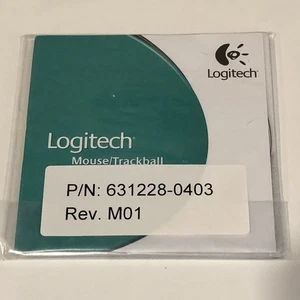 Logitech
Logitech
Mouse/Trackball
P/N: 631228-0403
Rev. M01